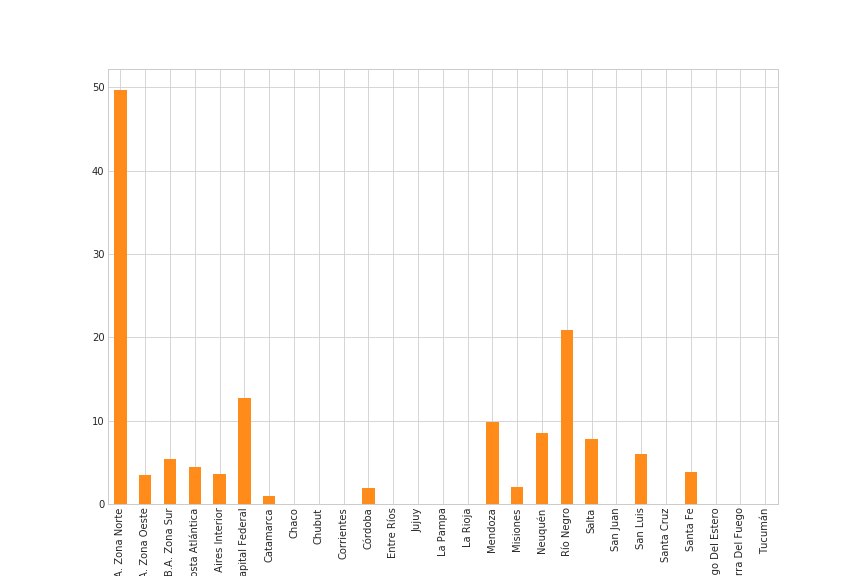 50
40
30
20
10
0
A. Zona Norte
A. Zona Oeste
B.A. Zona Sur
osta Atlántica
Aires Interior
apital Federal
Catamarca
Chaco
Chubut
Corrientes
Córdoba
Entre Ríos
Jujuy
La Pampa
La Rioja
Mendoza
Misiones
Neuquén
Río Negro
Salta
San Juan
San Luis
Santa Cruz
Santa Fe
go Del Estero
rra Del Fuego
Tucumán